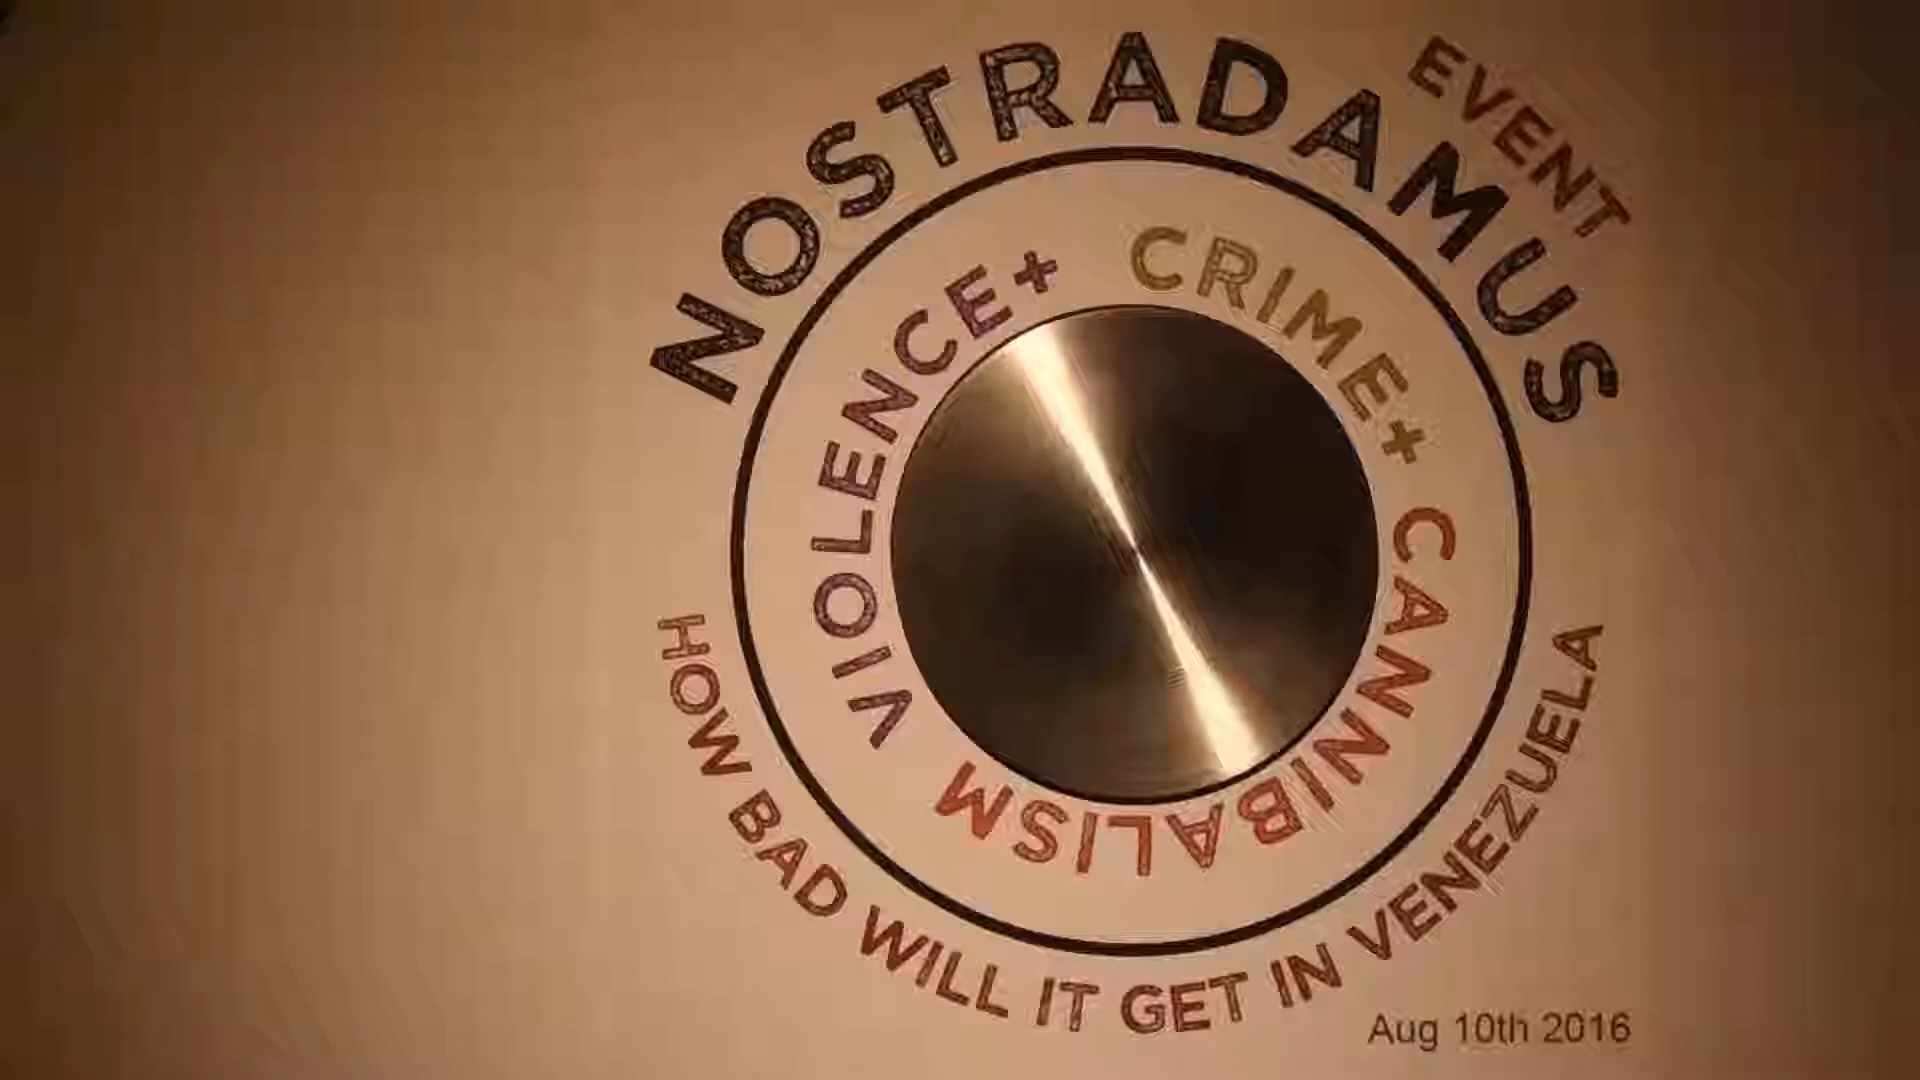 NOSTRADAMUS
EVENT
VIOLENCE+
CRIME+
CANNIBALISM
HOW BAD WILL IT GET IN VENEZUELA
Aug 10th 2016